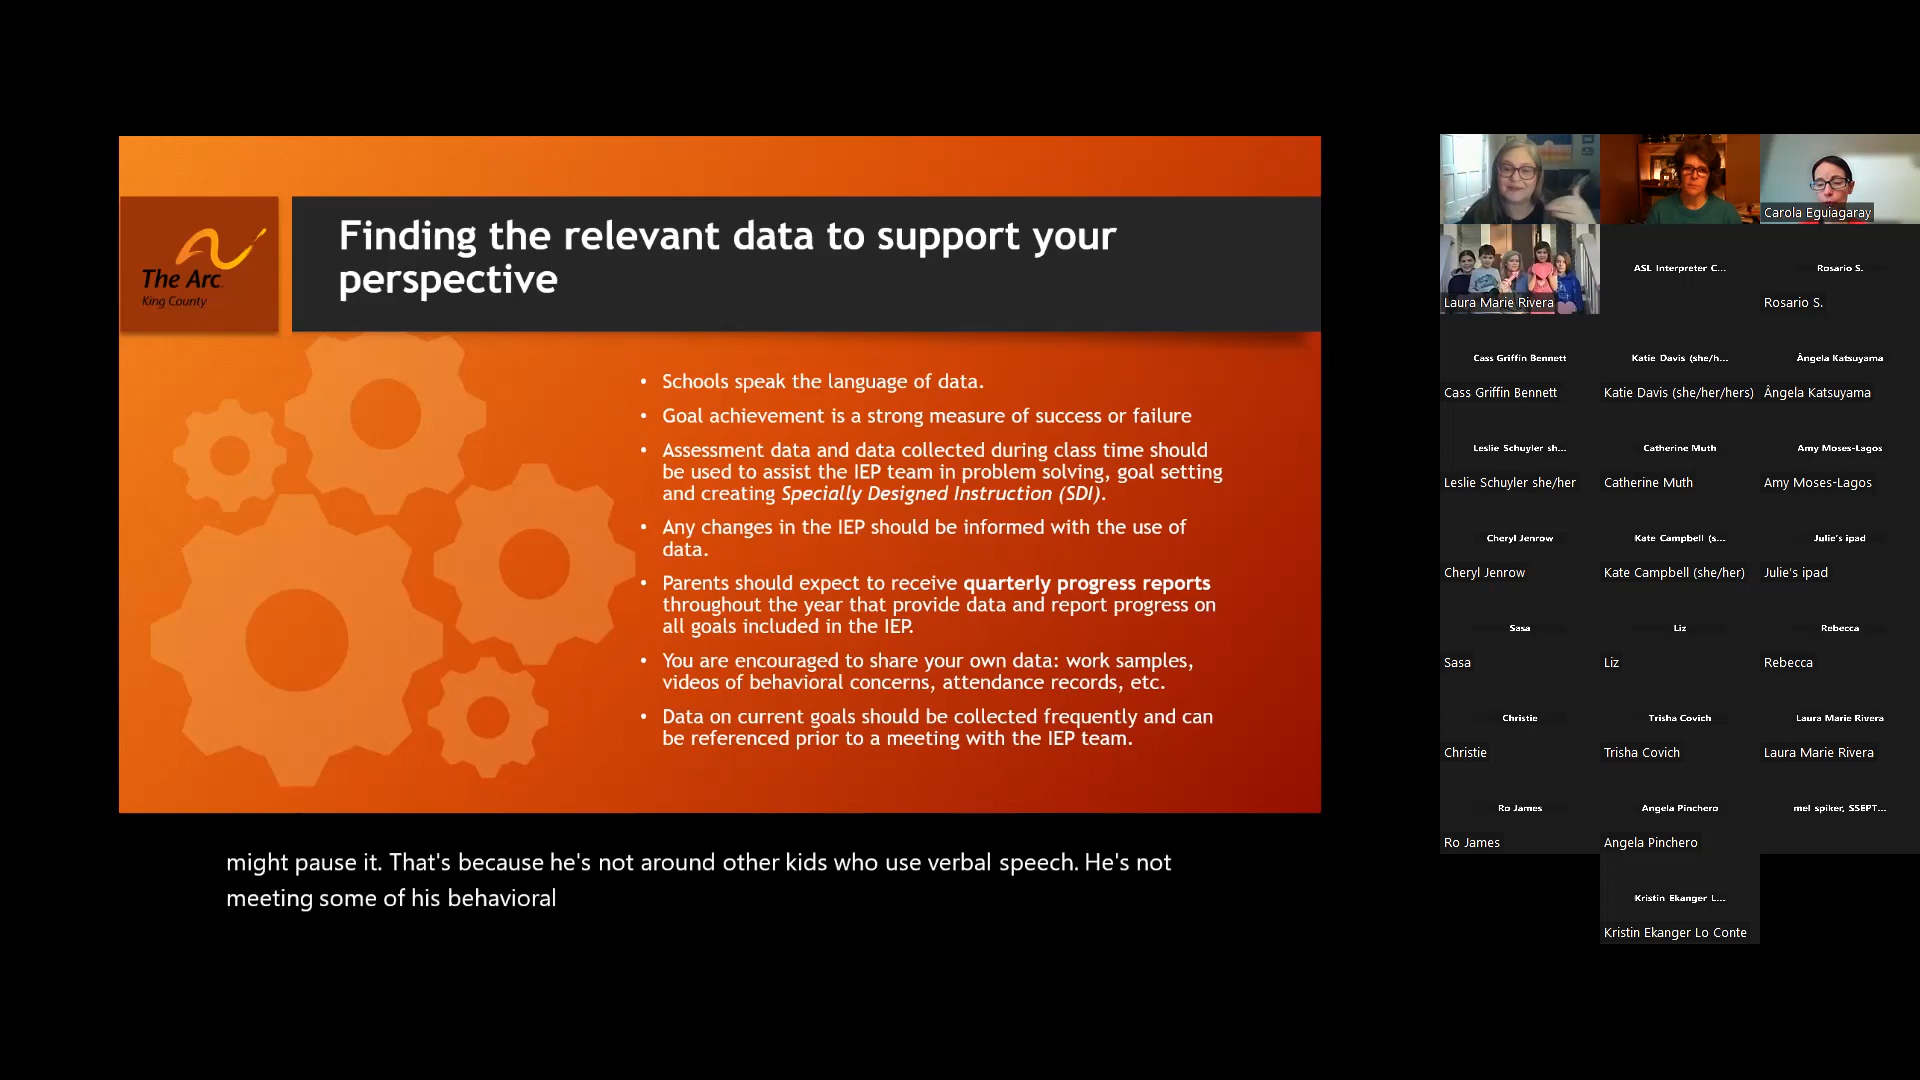 The Arc
King County
Finding the relevant data to support your
perspective
• Schools speak the language of data.
• Goal achievement is a strong measure of success or failure
• Assessment data and data collected during class time should
be used to assist the IEP team in problem solving, goal setting
and creating Specially Designed Instruction (SDI).
• Any changes in the IEP should be informed with the use of
data.
• Parents should expect to receive quarterly progress reports
throughout the year that provide data and report progress on
all goals included in the IEP.
• You are encouraged to share your own data: work samples,
videos of behavioral concerns, attendance records, etc.
• Data on current goals should be collected frequently and can
be referenced prior to a meeting with the IEP team.
might pause it. That's because he's not around other kids who use verbal speech. He's not
meeting some of his behavioral
Carola Eguiagaray
Laura Marie Rivera
ASL Interpreter C...
Rosario S.
Rosario S.
Cass Griffin Bennett
Katie Davis (she/h...
Ângela Katsuyama
Cass Griffin Bennett
Katie Davis (she/her/hers)
Ângela Katsuyama
Leslie Schuyler sh...
Catherine Muth
Amy Moses-Lagos
Leslie Schuyler she/her
Catherine Muth
Amy Moses-Lagos
Cheryl Jenrow
Kate Campbell (s...
Julie's ipad
Cheryl Jenrow
Kate Campbell (she/her)
Julie's ipad
Sasa
Liz
Rebecca
Sasa
Liz
Rebecca
Christie
Trisha Covich
Laura Marie Rivera
Christie
Trisha Covich
Laura Marie Rivera
Ro James
Angela Pinchero
mel spiker, SSEPT...
Ro James
Angela Pinchero
Kristin Ekanger L...
Kristin Ekanger Lo Conte